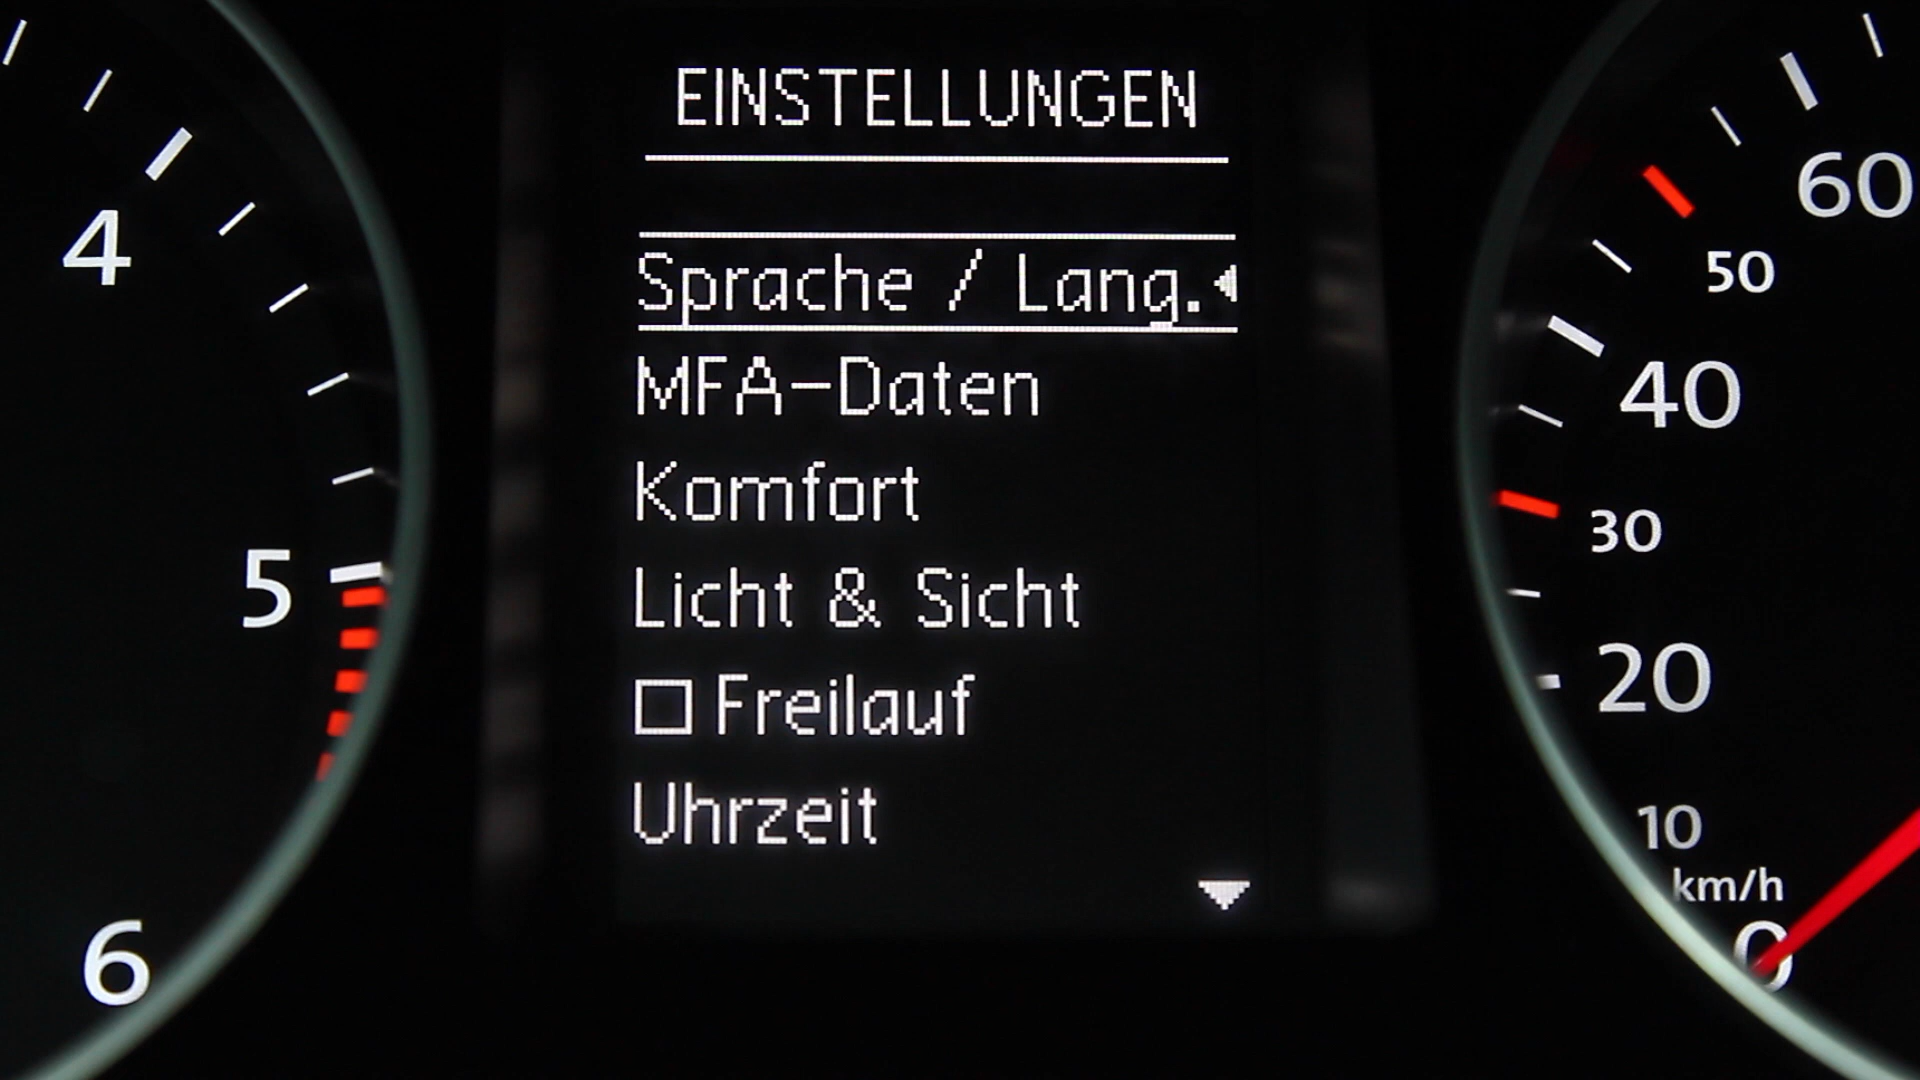 EINSTELLUNGEN
Sprache / Lang.
MFA-Daten
Komfort
Licht & Sicht
Freilauf
Uhrzeit
4
5
6
60
50
40
30
20
10
km/h
0